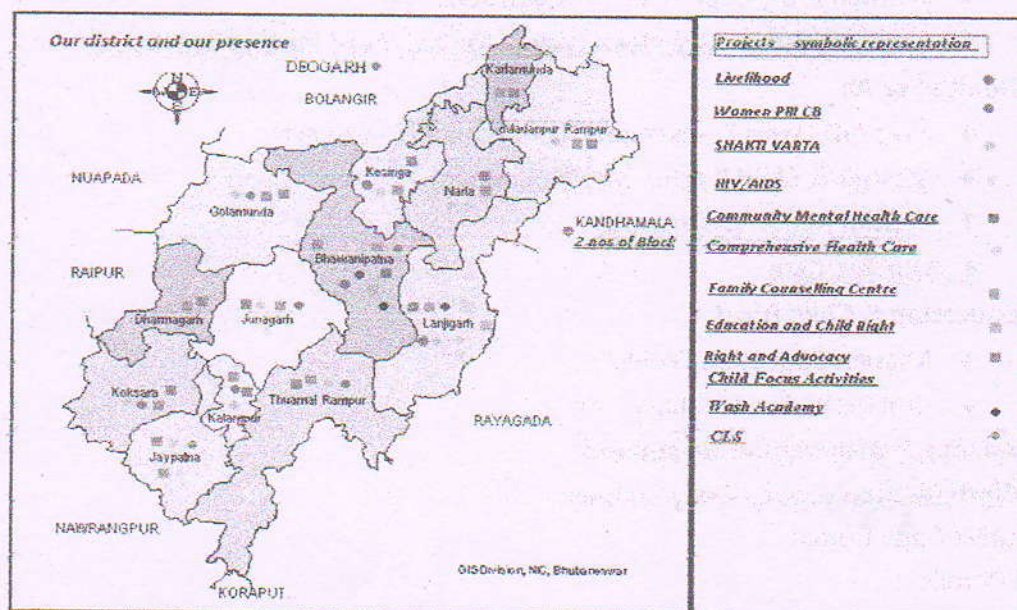 Our district and our presence
DEOGARH
BOLANGIR
Karlamunda
Madanpur Rampur
NUAPADA
Kesinga
Narla
Golamunda
KANDHAMALA
2 nos of Block
Bhawanipatna
RAIPUR
Dharmagarh
Junagarh
Lanjigarh
Koksara
Kalampur
Thuamal Rampur
RAYAGADA
Jaypatna
NAWRANGPUR
GIS Division, NIC, Bhubaneswar
KORAPUT
Projects symbolic representation
Livelihood
Women PRI CB
SHAKTI VARTA
HIV/AIDS
Community Mental Health Care
Comprehensive Health Care
Family Counselling Centre
Education and Child Right
Right and Advocacy
Child Focus Activities
Wash Academy
CLS
N
W
E
S